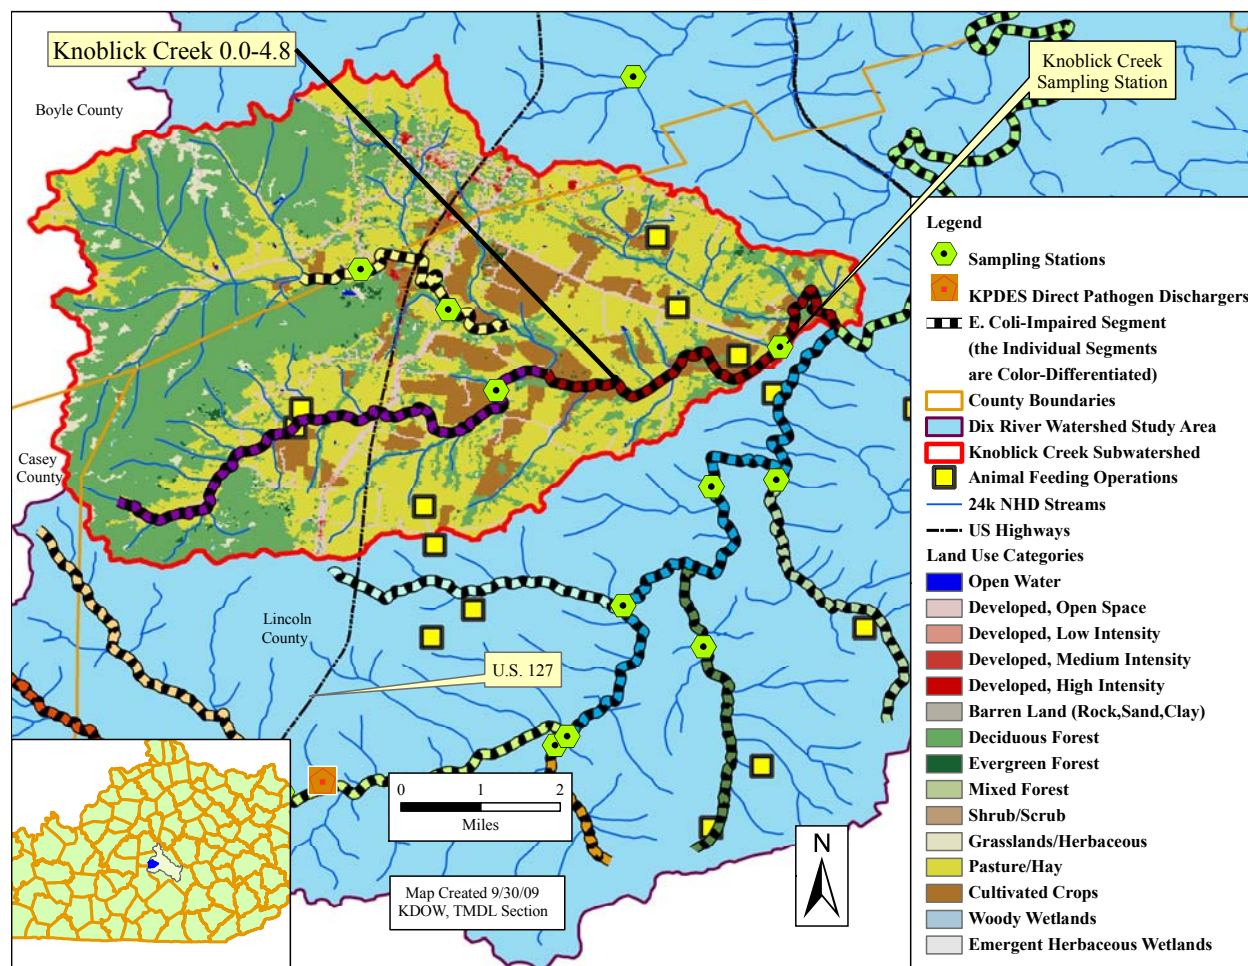 Knoblick Creek 0.0-4.8
Knoblick Creek
Sampling Station
Boyle County
Casey
County
Lincoln
County
U.S. 127
0 1 2
Miles
Map Created 9/30/09
KDOW, TMDL Section
N
Legend
Sampling Stations
KPDES Direct Pathogen Dischargers
E. Coli-Impaired Segment
(the Individual Segments
are Color-Differentiated)
County Boundaries
Dix River Watershed Study Area
Knoblick Creek Subwatershed
Animal Feeding Operations
24k NHD Streams
US Highways
Land Use Categories
Open Water
Developed, Open Space
Developed, Low Intensity
Developed, Medium Intensity
Developed, High Intensity
Barren Land (Rock,Sand,Clay)
Deciduous Forest
Evergreen Forest
Mixed Forest
Shrub/Scrub
Grasslands/Herbaceous
Pasture/Hay
Cultivated Crops
Woody Wetlands
Emergent Herbaceous Wetlands